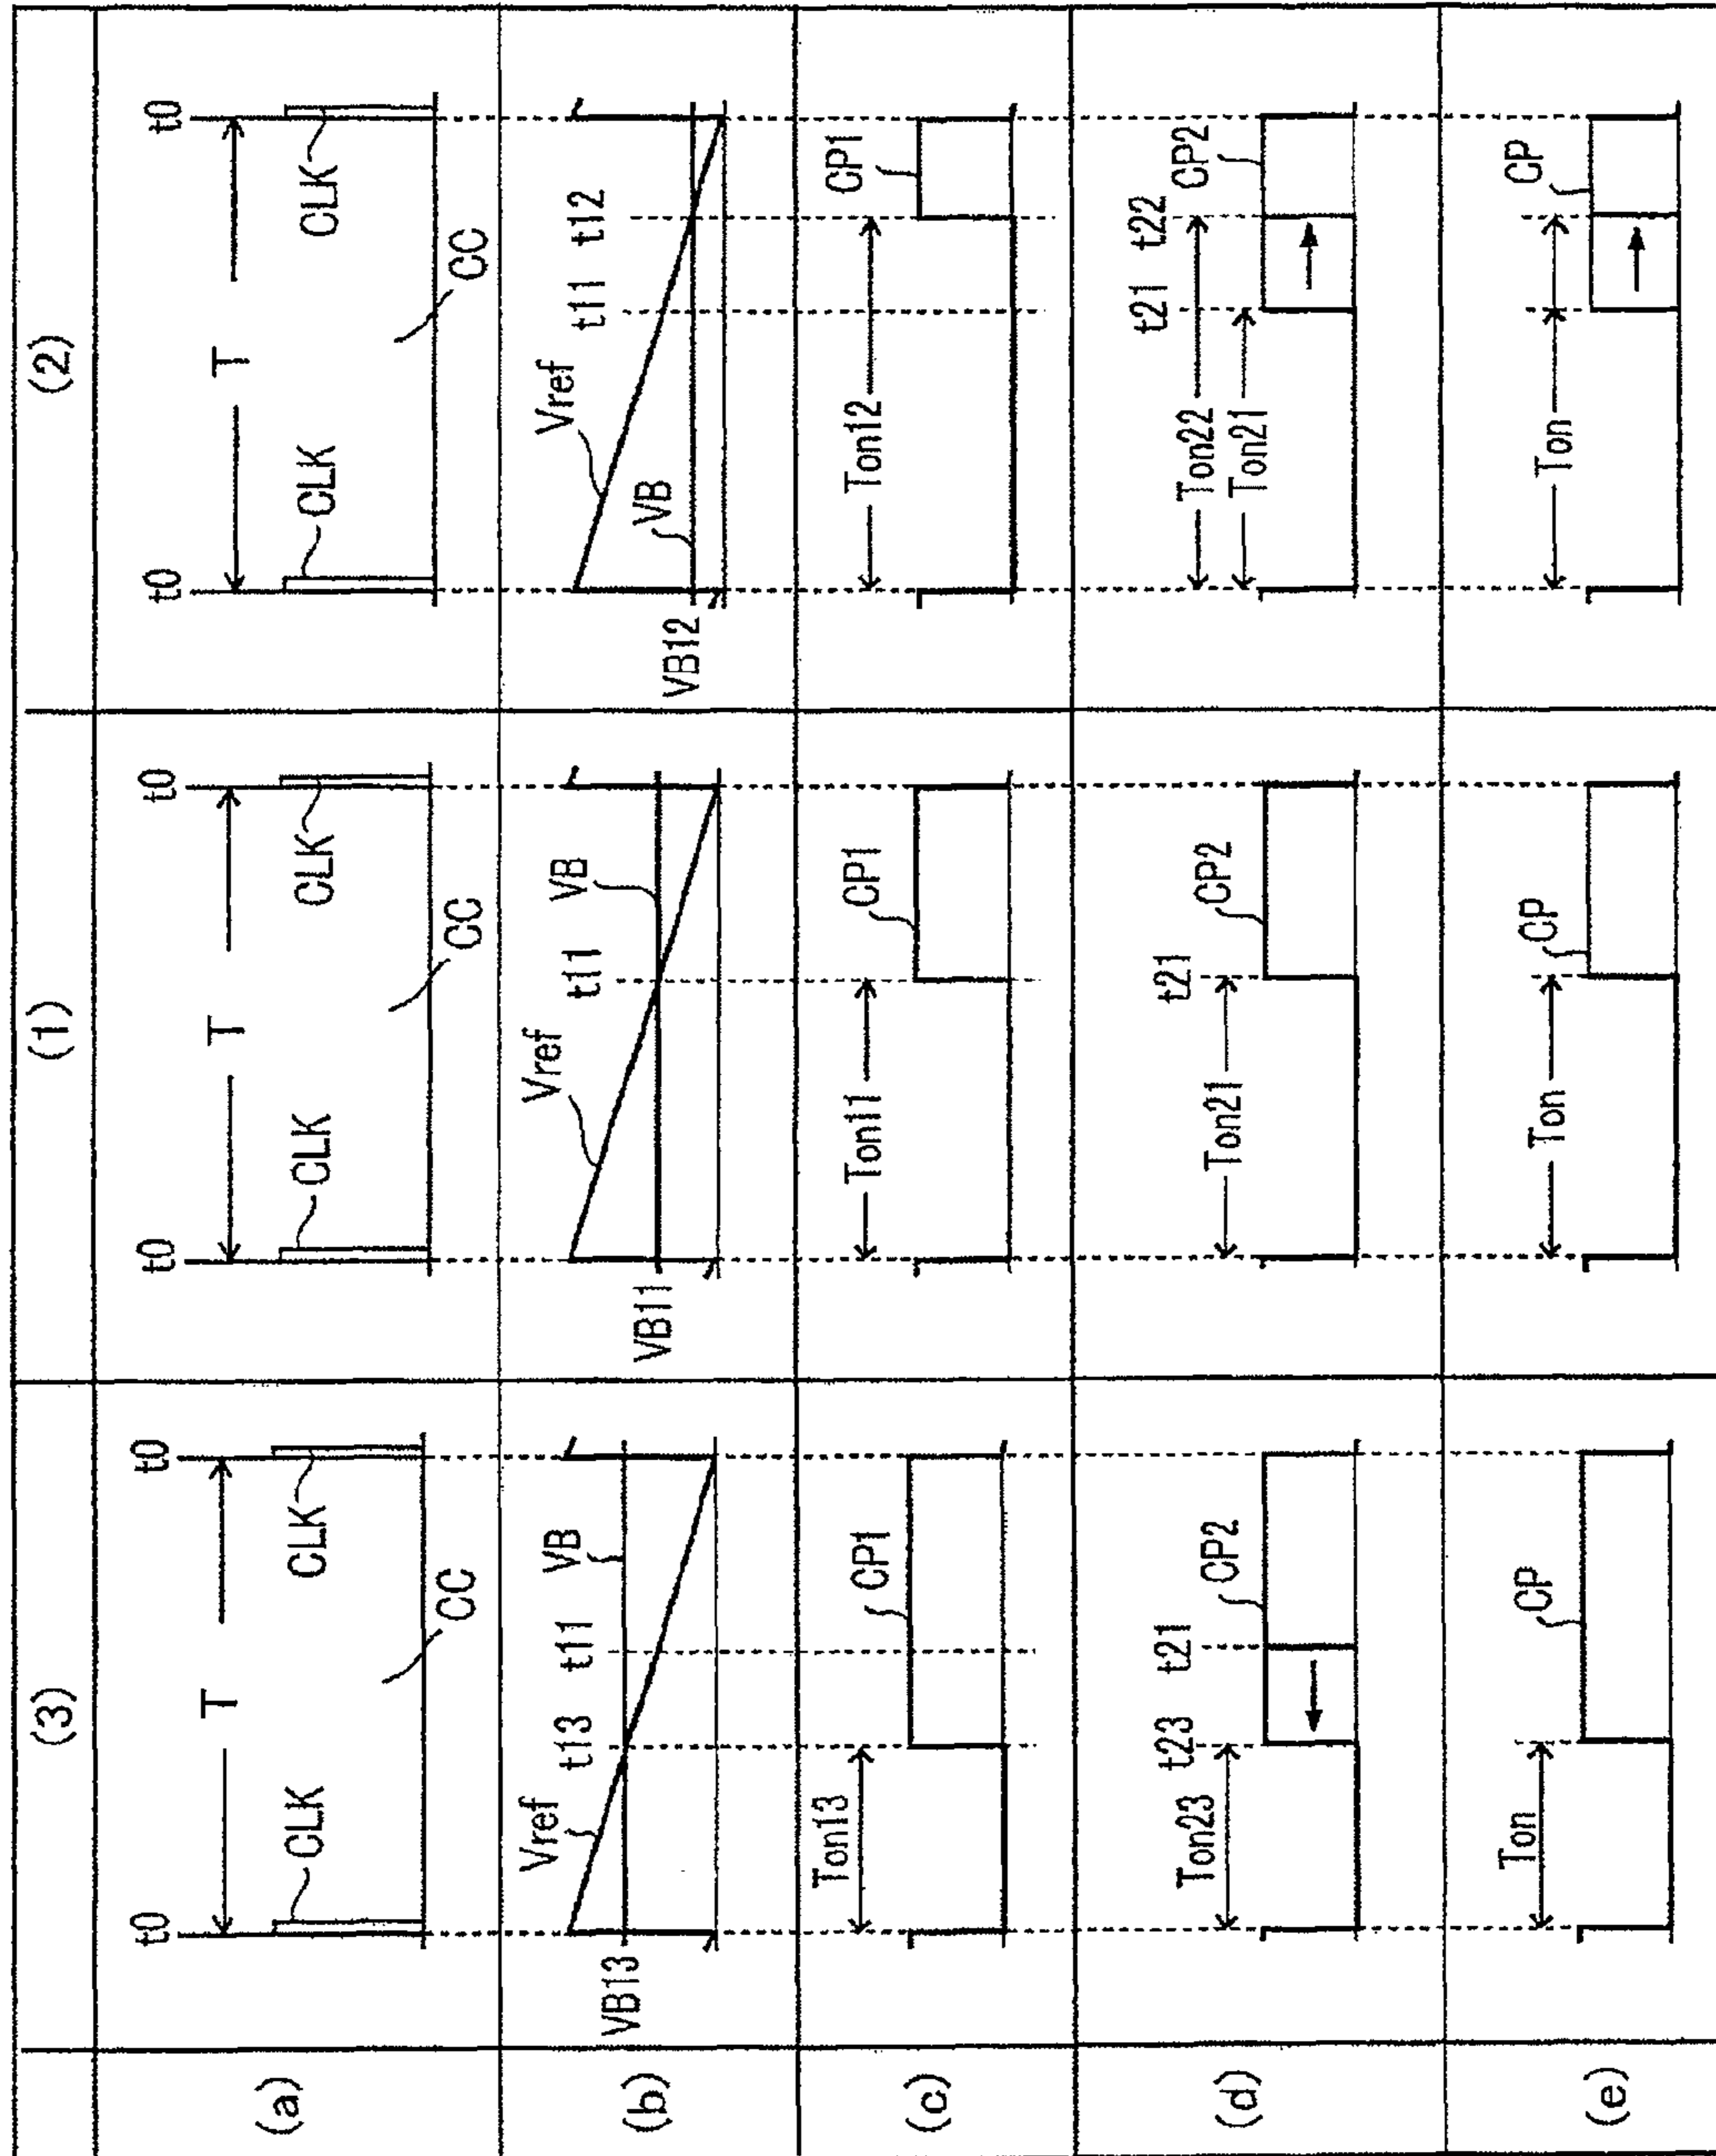 (3) (1) (2)
(a)
t0 T t0
CLK CLK
CC
t0 T t0
CLK CLK
CC
t0 T t0
CLK CLK
CC
(b)
Vref t13 t11 VB
VB13
Vref t11 VB
VB11
Vref t11 t12
VB
VB12
(c)
Ton13 CP1
Ton11 CP1
Ton12 CP1
(d)
t23 t21
Ton23 CP2
t21
Ton21 CP2
t21 t22
Ton22 CP2
Ton21
(e)
Ton CP
Ton CP
Ton CP